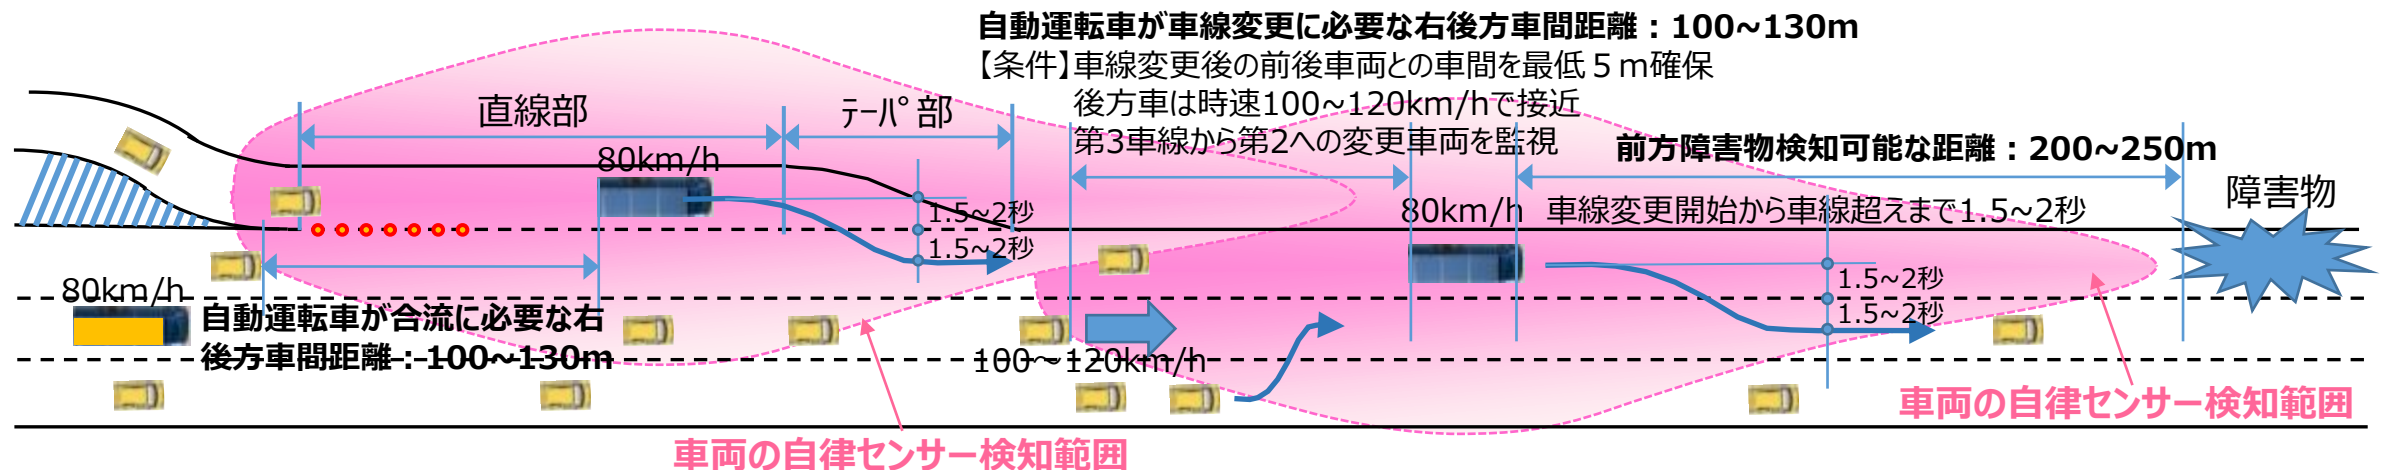 自動運転車が車線変更に必要な右後方車間距離：100~130m
【条件】車線変更後の前後車両との車間を最低５ｍ確保
後方車は時速100~120km/hで接近
第3車線から第2への変更車両を監視
直線部
ﾃｰﾊﾟ部
前方障害物検知可能な距離：200~250m
80km/h
障害物
1.5~2秒
1.5~2秒
80km/h
車線変更開始から車線超えまで1.5~2秒
1.5~2秒
1.5~2秒
80km/h
自動運転車が合流に必要な右
後方車間距離：100~130m
100～120km/h
車両の自律センサー検知範囲
車両の自律センサー検知範囲